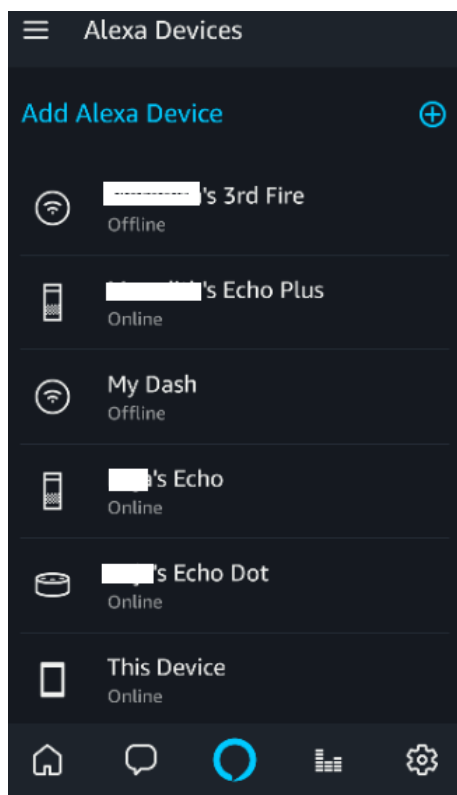 Alexa Devices
Add Alexa Device
's 3rd Fire
Offline
's Echo Plus
Online
My Dash
Offline
's Echo
Online
's Echo Dot
Online
This Device
Online